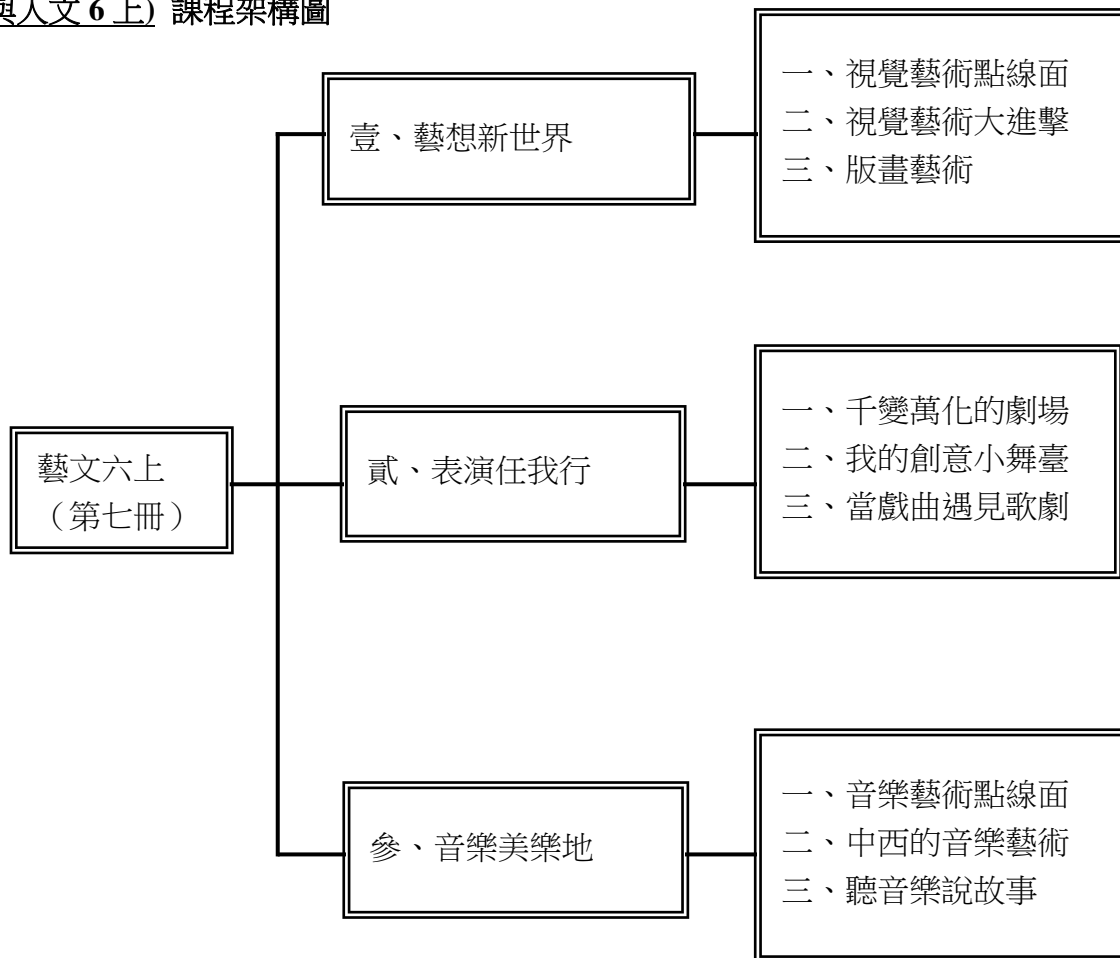 與人文 6 上) 課程架構圖
一、視覺藝術點線面
二、視覺藝術大進擊
三、版畫藝術
壹、藝想新世界
一、千變萬化的劇場
二、我的創意小舞臺
三、當戲曲遇見歌劇
貳、表演任我行
藝文六上
（第七冊）
一、音樂藝術點線面
二、中西的音樂藝術
三、聽音樂說故事
參、音樂美樂地